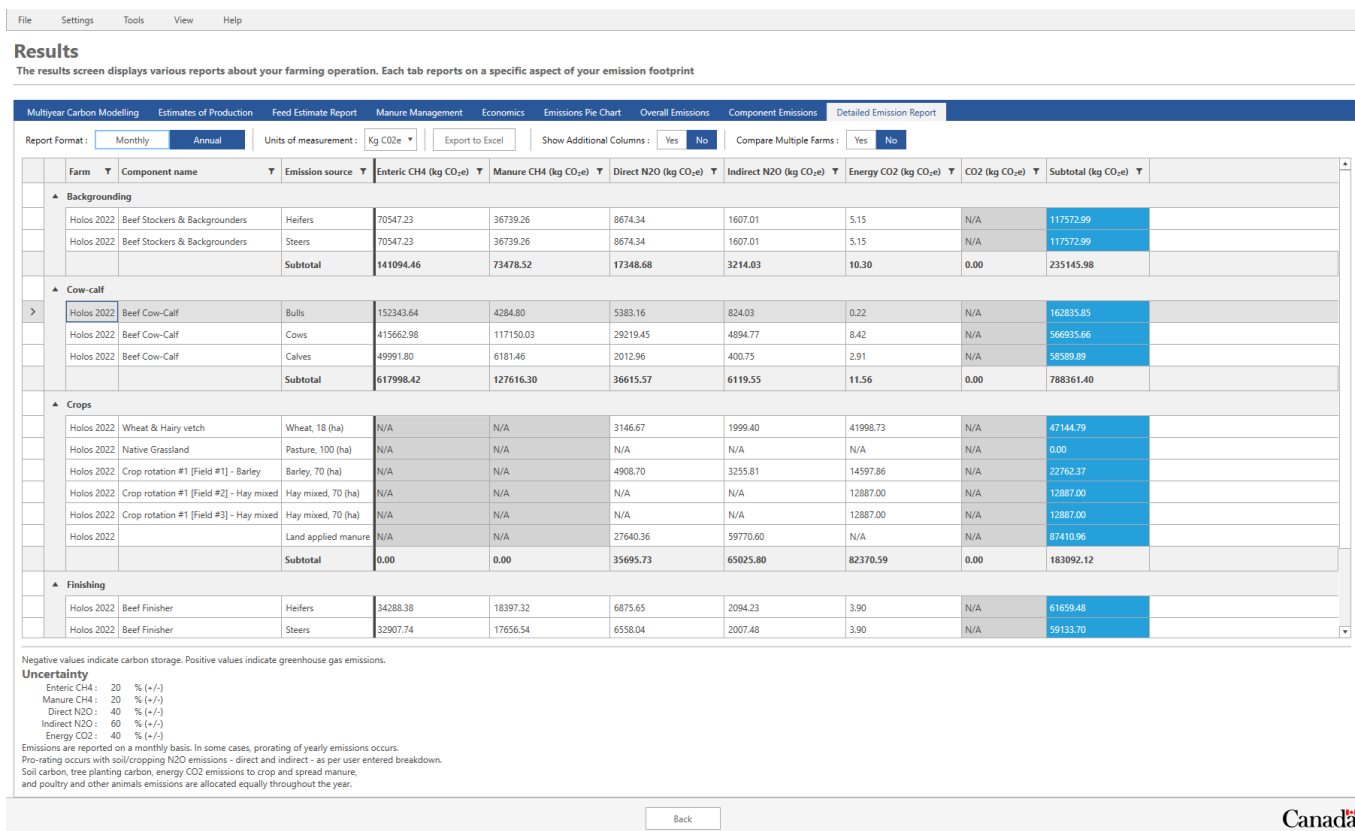 File Settings Tools View Help
Results
The results screen displays various reports about your farming operation. Each tab reports on a specific aspect of your emission footprint
Multiyear Carbon Modelling Estimates of Production Feed Estimate Report Manure Management Economics Emissions Pie Chart Overall Emissions Component Emissions Detailed Emission Report
Report Format : Monthly Annual Units of measurement : Kg C02e Export to Excel Show Additional Columns : Yes No Compare Multiple Farms : Yes No
Farm Component name Emission source Enteric CH4 (kg CO₂e) Manure CH4 (kg CO₂e) Direct N2O (kg CO₂e) Indirect N2O (kg CO₂e) Energy CO2 (kg CO₂e) CO2 (kg CO₂e) Subtotal (kg CO₂e)
Backgrounding
Holos 2022 Beef Stockers & Backgrounders Heifers 70547.23 36739.26 8674.34 1607.01 5.15 N/A 117572.99
Holos 2022 Beef Stockers & Backgrounders Steers 70547.23 36739.26 8674.34 1607.01 5.15 N/A 117572.99
Subtotal 141094.46 73478.52 17348.68 3214.03 10.30 0.00 235145.98
Cow-calf
Holos 2022 Beef Cow-Calf Bulls 152343.64 4284.80 5383.16 824.03 0.22 N/A 162835.85
Holos 2022 Beef Cow-Calf Cows 415662.98 117150.03 29219.45 4894.77 8.42 N/A 566935.66
Holos 2022 Beef Cow-Calf Calves 49991.80 6181.46 2012.96 400.75 2.91 N/A 58589.89
Subtotal 617998.42 127616.30 36615.57 6119.55 11.56 0.00 788361.40
Crops
Holos 2022 Wheat & Hairy vetch Wheat, 18 (ha) N/A N/A 3146.67 1999.40 41998.73 N/A 47144.79
Holos 2022 Native Grassland Pasture, 100 (ha) N/A N/A N/A N/A N/A N/A 0.00
Holos 2022 Crop rotation #1 [Field #1] - Barley Barley, 70 (ha) N/A N/A 4908.70 3255.81 14597.86 N/A 22762.37
Holos 2022 Crop rotation #1 [Field #2] - Hay mixed Hay mixed, 70 (ha) N/A N/A N/A N/A 12887.00 N/A 12887.00
Holos 2022 Crop rotation #1 [Field #3] - Hay mixed Hay mixed, 70 (ha) N/A N/A N/A N/A 12887.00 N/A 12887.00
Holos 2022 Land applied manure N/A N/A 27640.36 59770.60 N/A N/A 87410.96
Subtotal 0.00 0.00 35695.73 65025.80 82370.59 0.00 183092.12
Finishing
Holos 2022 Beef Finisher Heifers 34288.38 18397.32 6875.65 2094.23 3.90 N/A 61659.48
Holos 2022 Beef Finisher Steers 32907.74 17656.54 6558.04 2007.48 3.90 N/A 59133.70
Negative values indicate carbon storage. Positive values indicate greenhouse gas emissions.
Uncertainty
Enteric CH4 : 20 % (+/-)
Manure CH4 : 20 % (+/-)
Direct N2O : 40 % (+/-)
Indirect N2O : 60 % (+/-)
Energy CO2 : 40 % (+/-)
Emissions are reported on a monthly basis. In some cases, prorating of yearly emissions occurs.
Pro-rating occurs with soil/cropping N2O emissions - direct and indirect - as per user entered breakdown.
Soil carbon, tree planting carbon, energy CO2 emissions to crop and spread manure,
and poultry and other animals emissions are allocated equally throughout the year.
Back
Canada